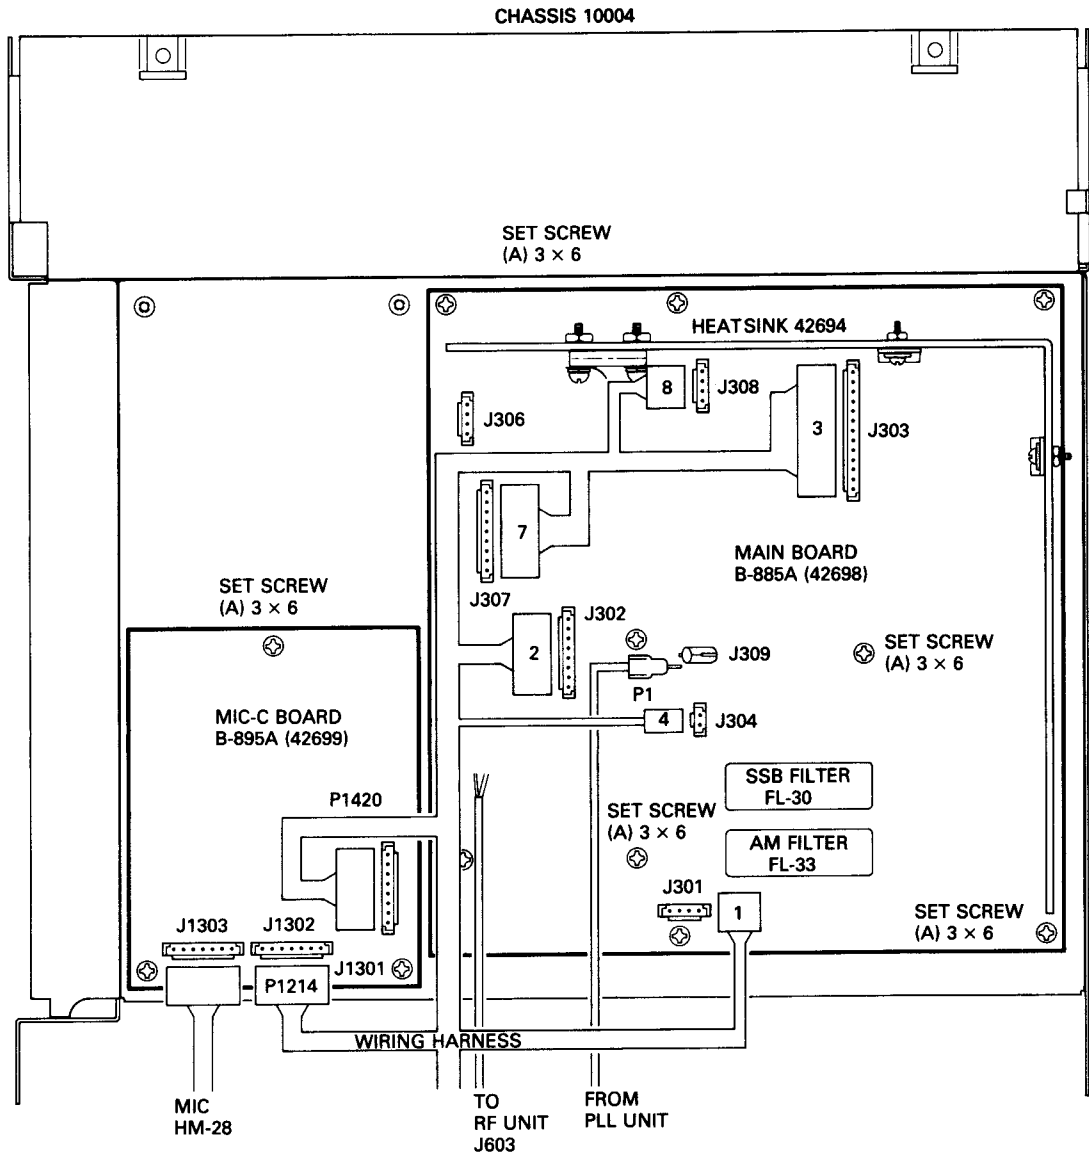 CHASSIS 10004
SET SCREW
(A) 3 × 6
HEATSINK 42694
8
J308
3
J303
J306
7
J307
MAIN BOARD
B-885A (42698)
SET SCREW
(A) 3 × 6
J302
2
J309
P1
SET SCREW
(A) 3 × 6
4
J304
MIC-C BOARD
B-895A (42699)
SSB FILTER
FL-30
P1420
SET SCREW
(A) 3 × 6
AM FILTER
FL-33
J301
1
SET SCREW
(A) 3 × 6
J1303
J1302
J1301
P1214
WIRING HARNESS
MIC
HM-28
TO
RF UNIT
J603
FROM
PLL UNIT